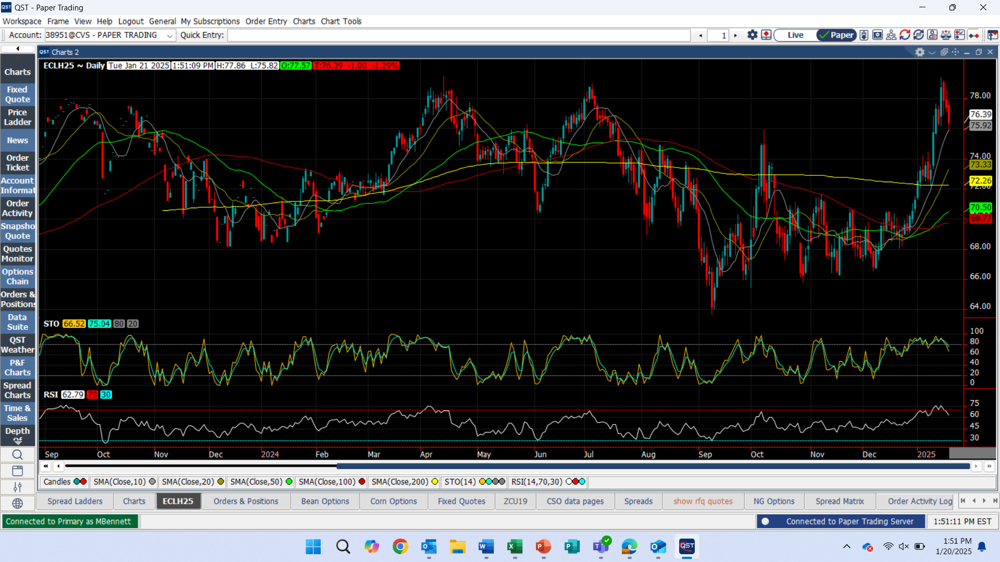 QST QST - Paper Trading
Workspace Frame View Help Logout General My Subscriptions Order Entry Charts Chart Tools
Account: 38951@CVS - PAPER TRADING Quick Entry: 1 Live Paper
QST Charts 2
ECLH25 ~ Daily Tue Jan 21 2025 1:51:09 PM H:77.86 L:75.82 O:77.57 T:76.39 -1.00 -1.29%
Charts
Fixed
Quote
Price
Ladder
News
Order
Ticket
Account
Informat
Order
Activity
Snapsho
Quote
Quotes
Monitor
Options
Chain
Orders &
Positions
Data
Suite
QST
Weather
P&F
Charts
Spread
Charts
Time &
Sales
Depth
Of
78.00
76.39
75.92
74.00
73.33
72.26
72.00
70.50
69.77
68.00
66.00
64.00
STO 66.52 75.04 80 20
100
80
60
40
20
0
RSI 62.79 70 30
75
60
45
30
Sep Oct Nov Dec 2024 Feb Mar Apr May Jun Jul Aug Sep Oct Nov Dec 2025
Candles SMA(Close,10) SMA(Close,20) SMA(Close,50) SMA(Close,100) SMA(Close,200) STO(14) RSI(14,70,30)
Spread Ladders Charts ECLH25 Orders & Positions Bean Options Corn Options Fixed Quotes ZCU19 CSO data pages Spreads show rfq quotes NG Options Spread Matrix Order Activity Log
Connected to Primary as MBennett Connected to Paper Trading Server 1:51:11 PM EST
QST
1:51 PM
1/20/2025